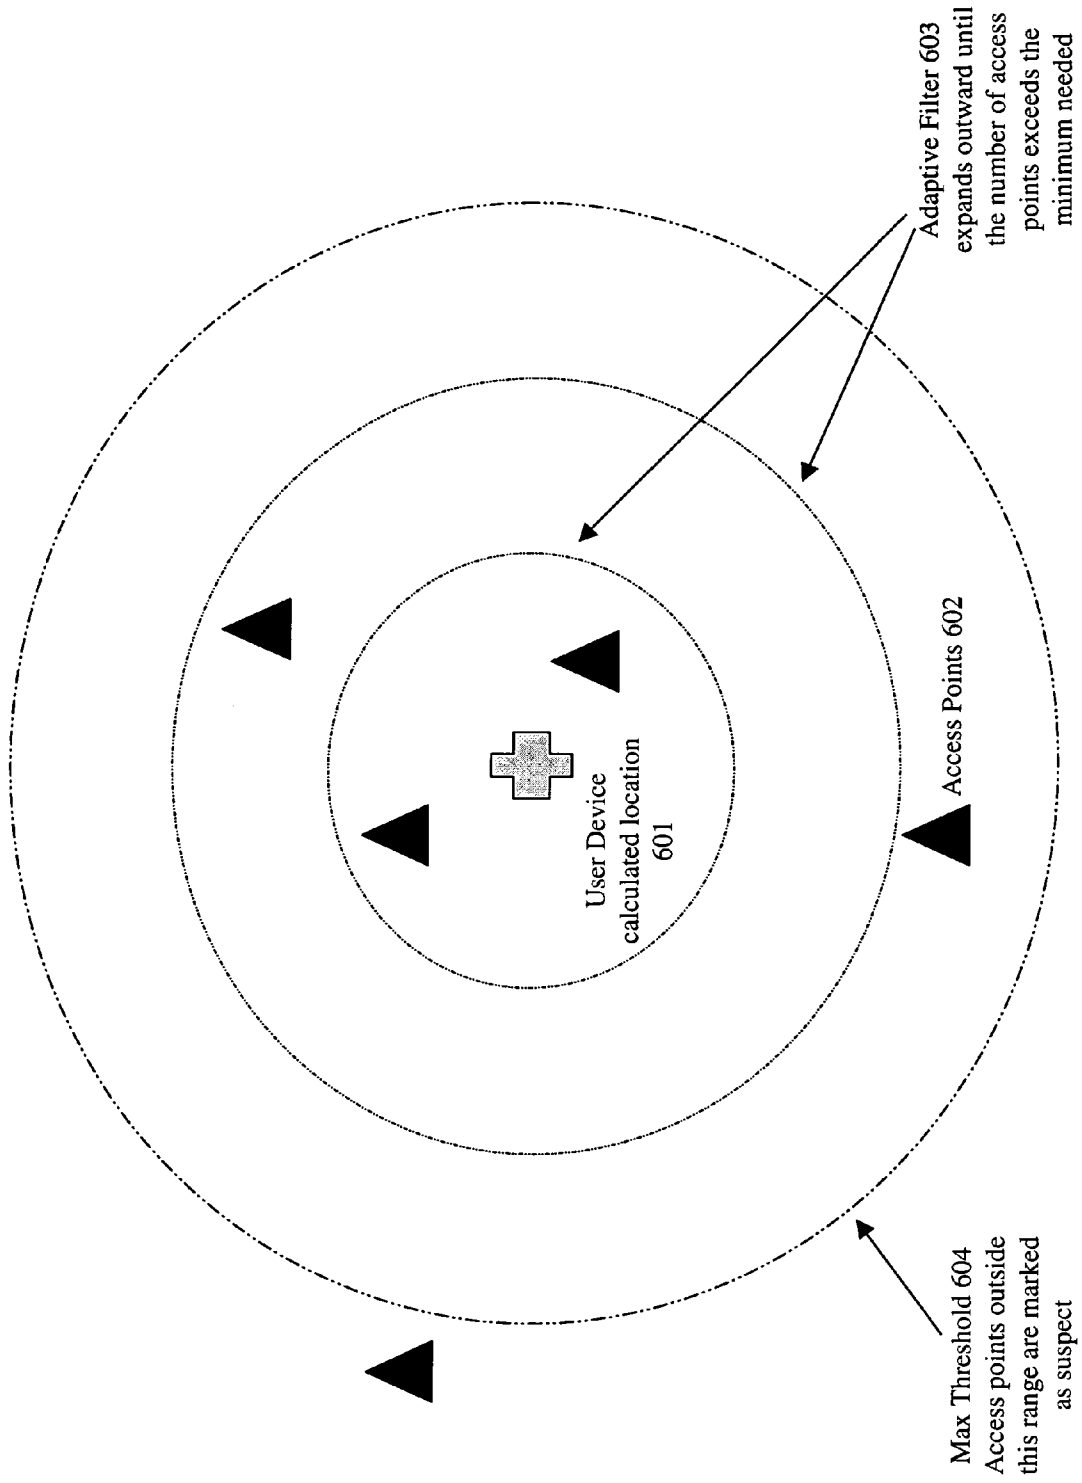 User Device
calculated location
601
Access Points 602
Adaptive Filter 603
expands outward until
the number of access
points exceeds the
minimum needed
Max Threshold 604
Access points outside
this range are marked
as suspect